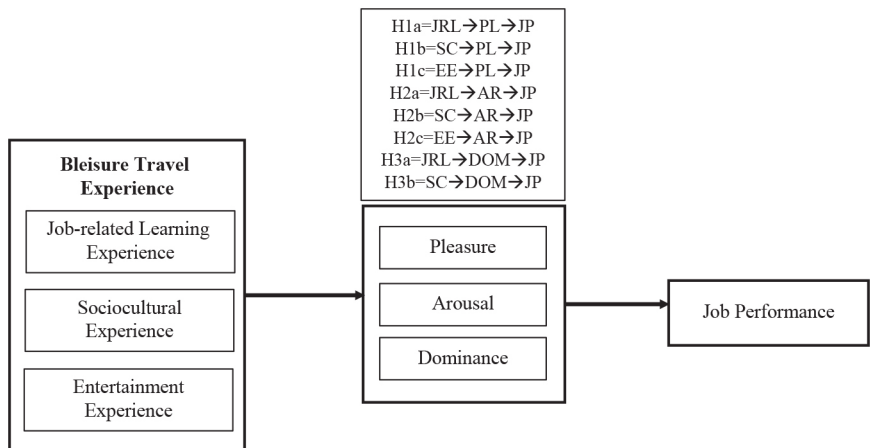 H1a=JRL→PL→JP
H1b=SC→PL→JP
H1c=EE→PL→JP
H2a=JRL→AR→JP
H2b=SC→AR→JP
H2c=EE→AR→JP
H3a=JRL→DOM→JP
H3b=SC→DOM→JP
Bleisure Travel
Experience
Job-related Learning
Experience
Sociocultural
Experience
Entertainment
Experience
Pleasure
Arousal
Dominance
Job Performance